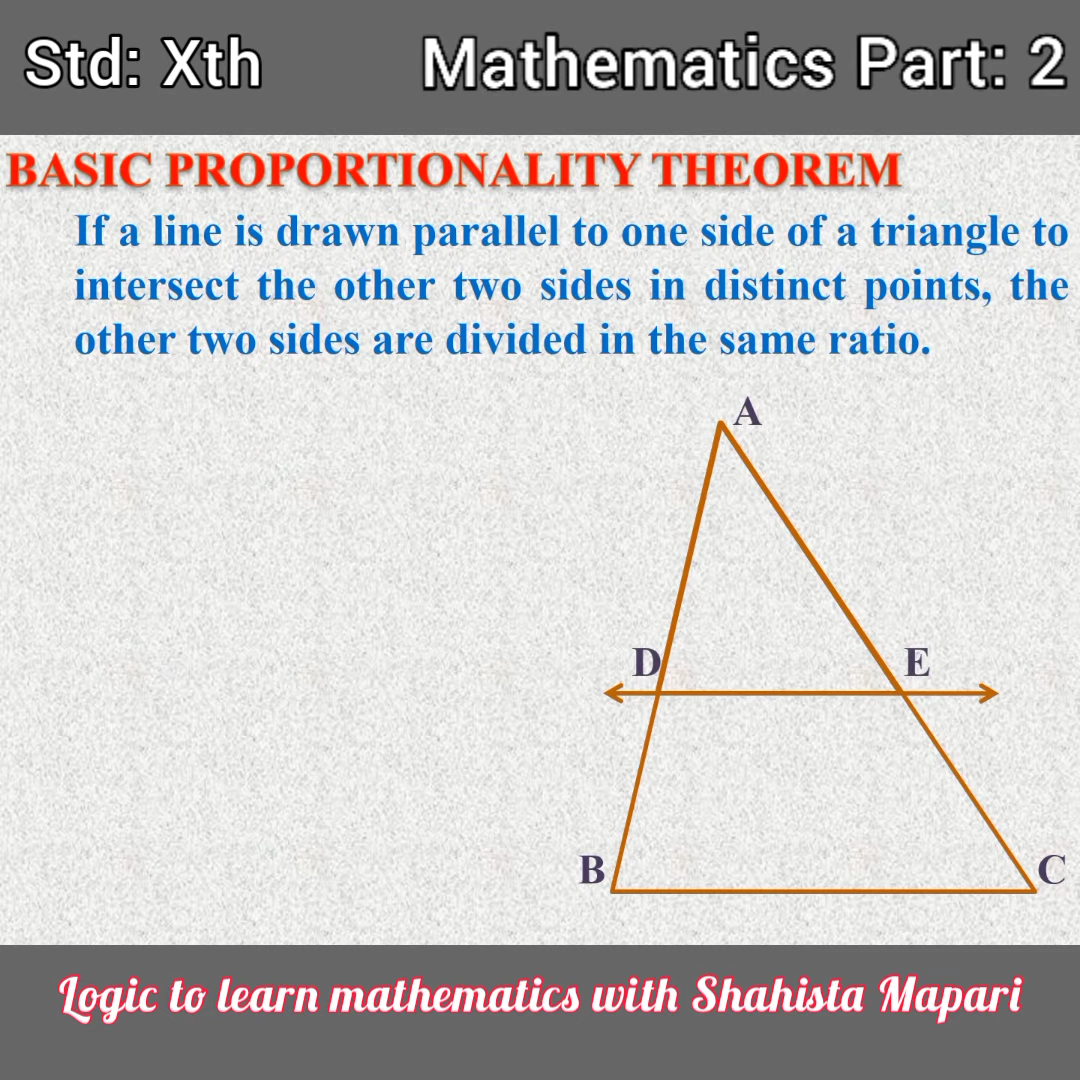 Std: Xth Mathematics Part: 2
BASIC PROPORTIONALITY THEOREM
If a line is drawn parallel to one side of a triangle to
intersect the other two sides in distinct points, the
other two sides are divided in the same ratio.
A
D E
B C
Logic to learn mathematics with Shahista Mapari